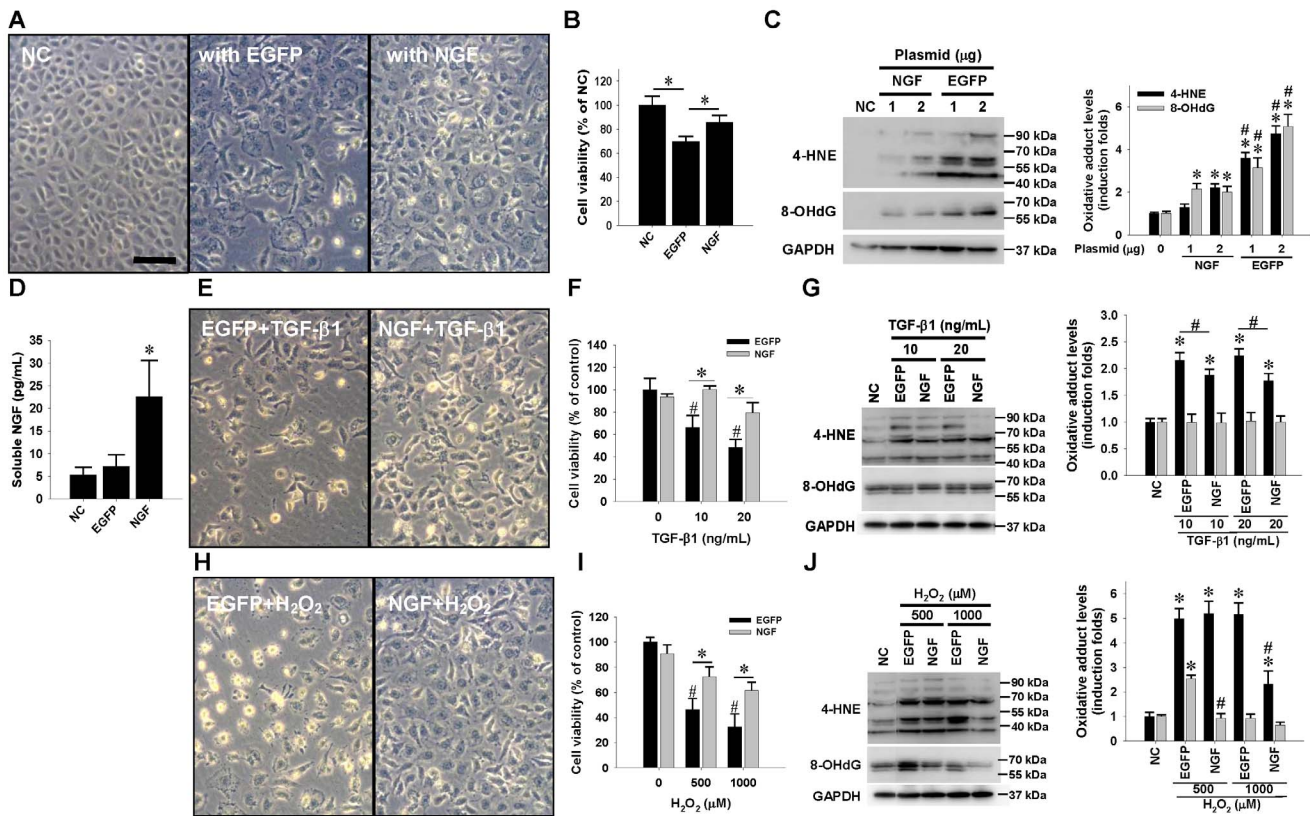 A
NC
with EGFP
with NGF
B
Cell viability (% of NC)
120
100
80
60
40
20
0
*
*
NC
EGFP
NGF
C
Plasmid (μg)
NGF
EGFP
NC
1
2
1
2
4-HNE
90 kDa
70 kDa
55 kDa
40 kDa
8-OHdG
70 kDa
55 kDa
GAPDH
37 kDa
Oxidative adduct levels
(induction folds)
6
4
2
0
4-HNE
8-OHdG
*
* *
# *
# *
# *
# *
Plasmid (μg)
0
1
2
1
2
NGF
EGFP
D
Soluble NGF (pg/mL)
35
30
25
20
15
10
5
0
*
NC
EGFP
NGF
E
EGFP+TGF-β1
NGF+TGF-β1
F
Cell viability (% of control)
140
120
100
80
60
40
20
0
EGFP
NGF
#
*
#
*
0
10
20
TGF-β1 (ng/mL)
G
TGF-β1 (ng/mL)
10
20
NC
EGFP
NGF
EGFP
NGF
4-HNE
90 kDa
70 kDa
55 kDa
40 kDa
8-OHdG
70 kDa
55 kDa
GAPDH
37 kDa
Oxidative adduct levels
(induction folds)
3.0
2.5
2.0
1.5
1.0
0.5
0.0
#
#
*
*
*
*
NC
EGFP
NGF
EGFP
NGF
10
10
20
20
TGF-β1 (ng/mL)
H
EGFP+H₂O₂
NGF+H₂O₂
I
Cell viability (% of control)
120
100
80
60
40
20
0
EGFP
NGF
#
*
#
*
0
500
1000
H₂O₂ (μM)
J
H₂O₂ (μM)
500
1000
NC
EGFP
NGF
EGFP
NGF
4-HNE
90 kDa
70 kDa
55 kDa
40 kDa
8-OHdG
70 kDa
55 kDa
GAPDH
37 kDa
Oxidative adduct levels
(induction folds)
6
5
4
3
2
1
0
*
*
*
#
*
*
#
NC
EGFP
NGF
EGFP
NGF
500
1000
H₂O₂ (μM)